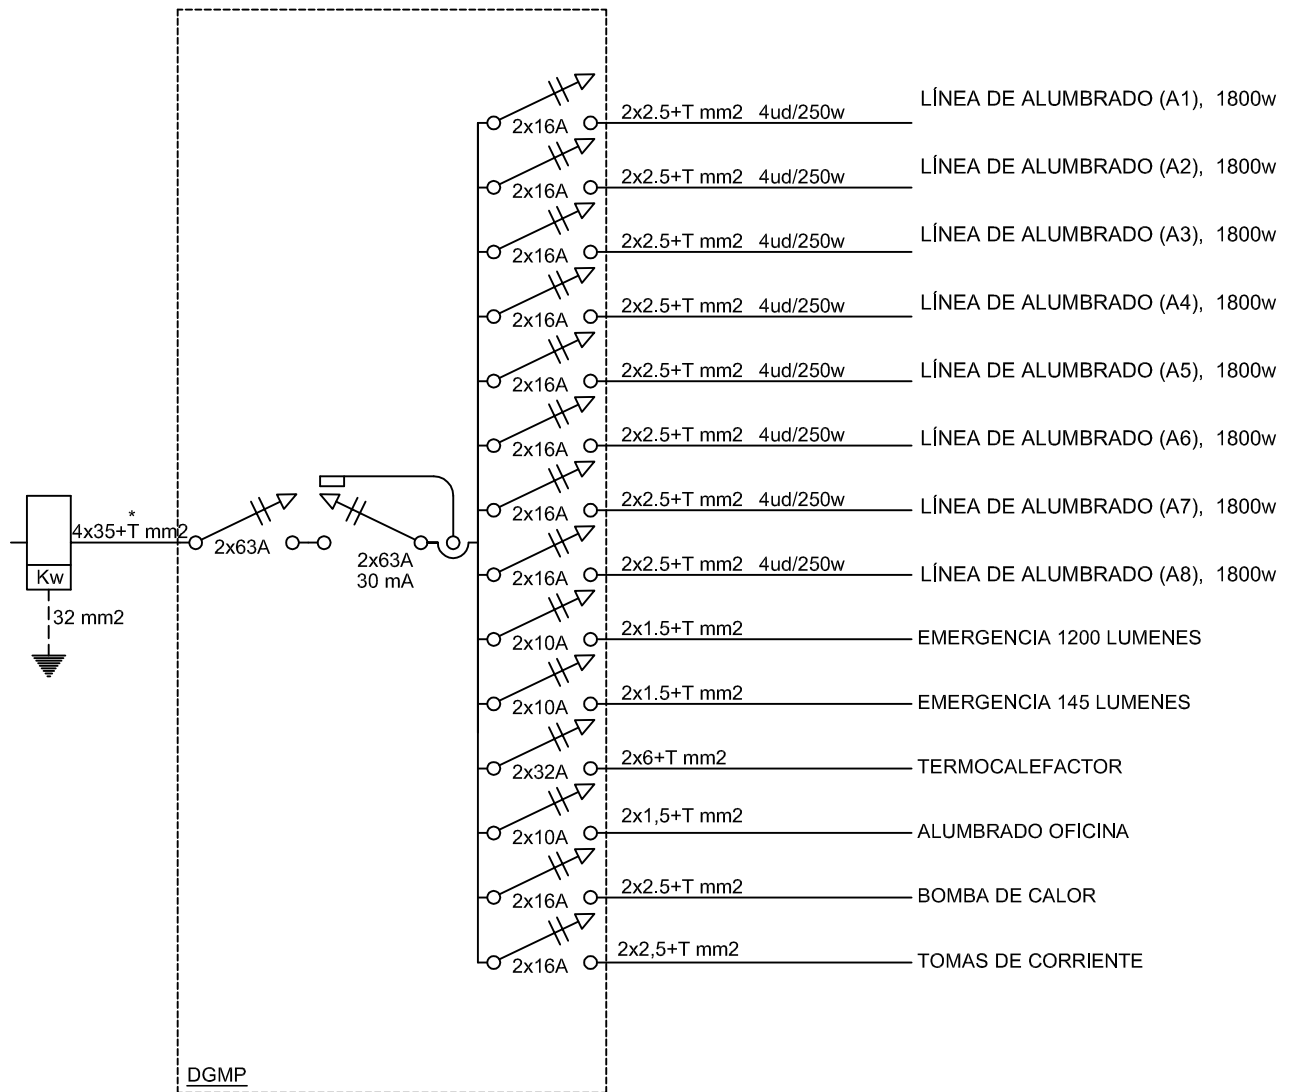 2x16A 2x2.5+T mm2 4ud/250w LÍNEA DE ALUMBRADO (A1), 1800w
2x16A 2x2.5+T mm2 4ud/250w LÍNEA DE ALUMBRADO (A2), 1800w
2x16A 2x2.5+T mm2 4ud/250w LÍNEA DE ALUMBRADO (A3), 1800w
2x16A 2x2.5+T mm2 4ud/250w LÍNEA DE ALUMBRADO (A4), 1800w
2x16A 2x2.5+T mm2 4ud/250w LÍNEA DE ALUMBRADO (A5), 1800w
2x16A 2x2.5+T mm2 4ud/250w LÍNEA DE ALUMBRADO (A6), 1800w
2x16A 2x2.5+T mm2 4ud/250w LÍNEA DE ALUMBRADO (A7), 1800w
*
4x35+T mm2
2x63A
2x63A
30 mA
Kw
32 mm2
2x16A 2x2.5+T mm2 4ud/250w LÍNEA DE ALUMBRADO (A8), 1800w
2x10A 2x1.5+T mm2 EMERGENCIA 1200 LUMENES
2x10A 2x1.5+T mm2 EMERGENCIA 145 LUMENES
2x32A 2x6+T mm2 TERMOCALEFACTOR
2x10A 2x1,5+T mm2 ALUMBRADO OFICINA
2x16A 2x2.5+T mm2 BOMBA DE CALOR
2x16A 2x2,5+T mm2 TOMAS DE CORRIENTE
DGMP